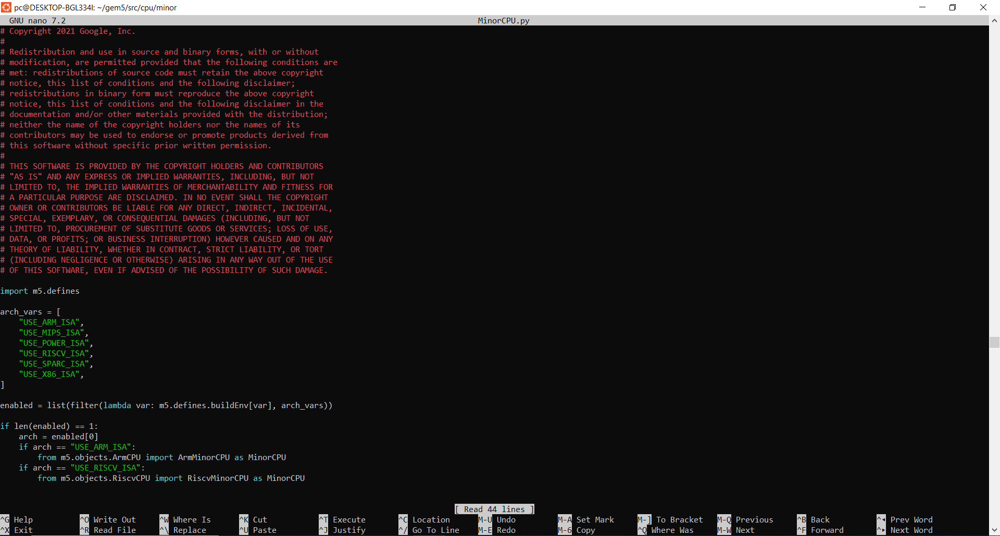 pc@DESKTOP-BGL334I: ~/gem5/src/cpu/minor
GNU nano 7.2 MinorCPU.py
# Copyright 2021 Google, Inc.
#
# Redistribution and use in source and binary forms, with or without
# modification, are permitted provided that the following conditions are
# met: redistributions of source code must retain the above copyright
# notice, this list of conditions and the following disclaimer;
# redistributions in binary form must reproduce the above copyright
# notice, this list of conditions and the following disclaimer in the
# documentation and/or other materials provided with the distribution;
# neither the name of the copyright holders nor the names of its
# contributors may be used to endorse or promote products derived from
# this software without specific prior written permission.
#
# THIS SOFTWARE IS PROVIDED BY THE COPYRIGHT HOLDERS AND CONTRIBUTORS
# "AS IS" AND ANY EXPRESS OR IMPLIED WARRANTIES, INCLUDING, BUT NOT
# LIMITED TO, THE IMPLIED WARRANTIES OF MERCHANTABILITY AND FITNESS FOR
# A PARTICULAR PURPOSE ARE DISCLAIMED. IN NO EVENT SHALL THE COPYRIGHT
# OWNER OR CONTRIBUTORS BE LIABLE FOR ANY DIRECT, INDIRECT, INCIDENTAL,
# SPECIAL, EXEMPLARY, OR CONSEQUENTIAL DAMAGES (INCLUDING, BUT NOT
# LIMITED TO, PROCUREMENT OF SUBSTITUTE GOODS OR SERVICES; LOSS OF USE,
# DATA, OR PROFITS; OR BUSINESS INTERRUPTION) HOWEVER CAUSED AND ON ANY
# THEORY OF LIABILITY, WHETHER IN CONTRACT, STRICT LIABILITY, OR TORT
# (INCLUDING NEGLIGENCE OR OTHERWISE) ARISING IN ANY WAY OUT OF THE USE
# OF THIS SOFTWARE, EVEN IF ADVISED OF THE POSSIBILITY OF SUCH DAMAGE.
import m5.defines
arch_vars = [
    "USE_ARM_ISA",
    "USE_MIPS_ISA",
    "USE_POWER_ISA",
    "USE_RISCV_ISA",
    "USE_SPARC_ISA",
    "USE_X86_ISA",
]
enabled = list(filter(lambda var: m5.defines.buildEnv[var], arch_vars))
if len(enabled) == 1:
    arch = enabled[0]
    if arch == "USE_ARM_ISA":
        from m5.objects.ArmCPU import ArmMinorCPU as MinorCPU
    if arch == "USE_RISCV_ISA":
        from m5.objects.RiscvCPU import RiscvMinorCPU as MinorCPU
[ Read 44 lines ]
^G Help ^O Write Out ^W Where Is ^K Cut ^T Execute ^C Location M-U Undo M-A Set Mark M-] To Bracket M-Q Previous ^B Back ^◂ Prev Word
^X Exit ^R Read File ^\ Replace ^U Paste ^J Justify ^/ Go To Line M-E Redo M-6 Copy ^Q Where Was M-W Next ^F Forward ^▸ Next Word